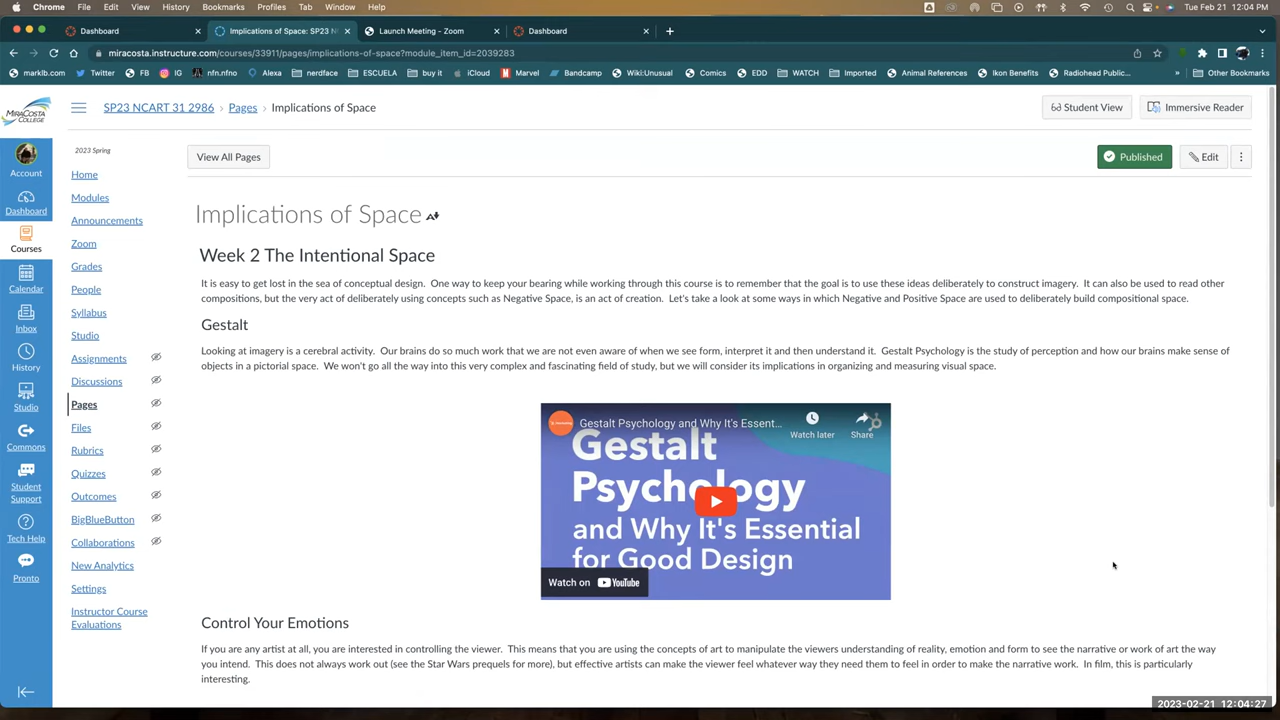 Chrome File Edit View History Bookmarks Profiles Tab Window Help Tue Feb 21 12:04 PM
Dashboard Implications of Space: SP23 N Launch Meeting - Zoom Dashboard
miracosta.instructure.com/courses/33911/pages/implications-of-space?module_item_id=2039283
marklb.com Twitter FB IG nfn.nfno Alexa nerdface ESCUELA buy it iCloud Marvel Bandcamp Wiki:Unusual Comics EDD WATCH Imported Animal References Ikon Benefits Radiohead Public... » Other Bookmarks
MIRACOSTA COLLEGE
SP23 NCART 31 2986 › Pages › Implications of Space
Student View
Immersive Reader
Account
Dashboard
Courses
Calendar
Inbox
History
Studio
Commons
Student
Support
Tech Help
Pronto
2023 Spring
Home
Modules
Announcements
Zoom
Grades
People
Syllabus
Studio
Assignments
Discussions
Pages
Files
Rubrics
Quizzes
Outcomes
BigBlueButton
Collaborations
New Analytics
Settings
Instructor Course
Evaluations
View All Pages
Published
Edit
Implications of Space
Week 2 The Intentional Space
It is easy to get lost in the sea of conceptual design. One way to keep your bearing while working through this course is to remember that the goal is to use these ideas deliberately to construct imagery. It can also be used to read other
compositions, but the very act of deliberately using concepts such as Negative Space, is an act of creation. Let's take a look at some ways in which Negative and Positive Space are used to deliberately build compositional space.
Gestalt
Looking at imagery is a cerebral activity. Our brains do so much work that we are not even aware of when we see form, interpret it and then understand it. Gestalt Psychology is the study of perception and how our brains make sense of
objects in a pictorial space. We won't go all the way into this very complex and fascinating field of study, but we will consider its implications in organizing and measuring visual space.
Gestalt Psychology and Why It's Essent...
Watch later
Share
Gestalt
Psychology
and Why It's Essential
for Good Design
Watch on YouTube
Control Your Emotions
If you are any artist at all, you are interested in controlling the viewer. This means that you are using the concepts of art to manipulate the viewers understanding of reality, emotion and form to see the narrative or work of art the way
you intend. This does not always work out (see the Star Wars prequels for more), but effective artists can make the viewer feel whatever way they need them to feel in order to make the narrative work. In film, this is particularly
interesting.
2023-02-21 12:04:27